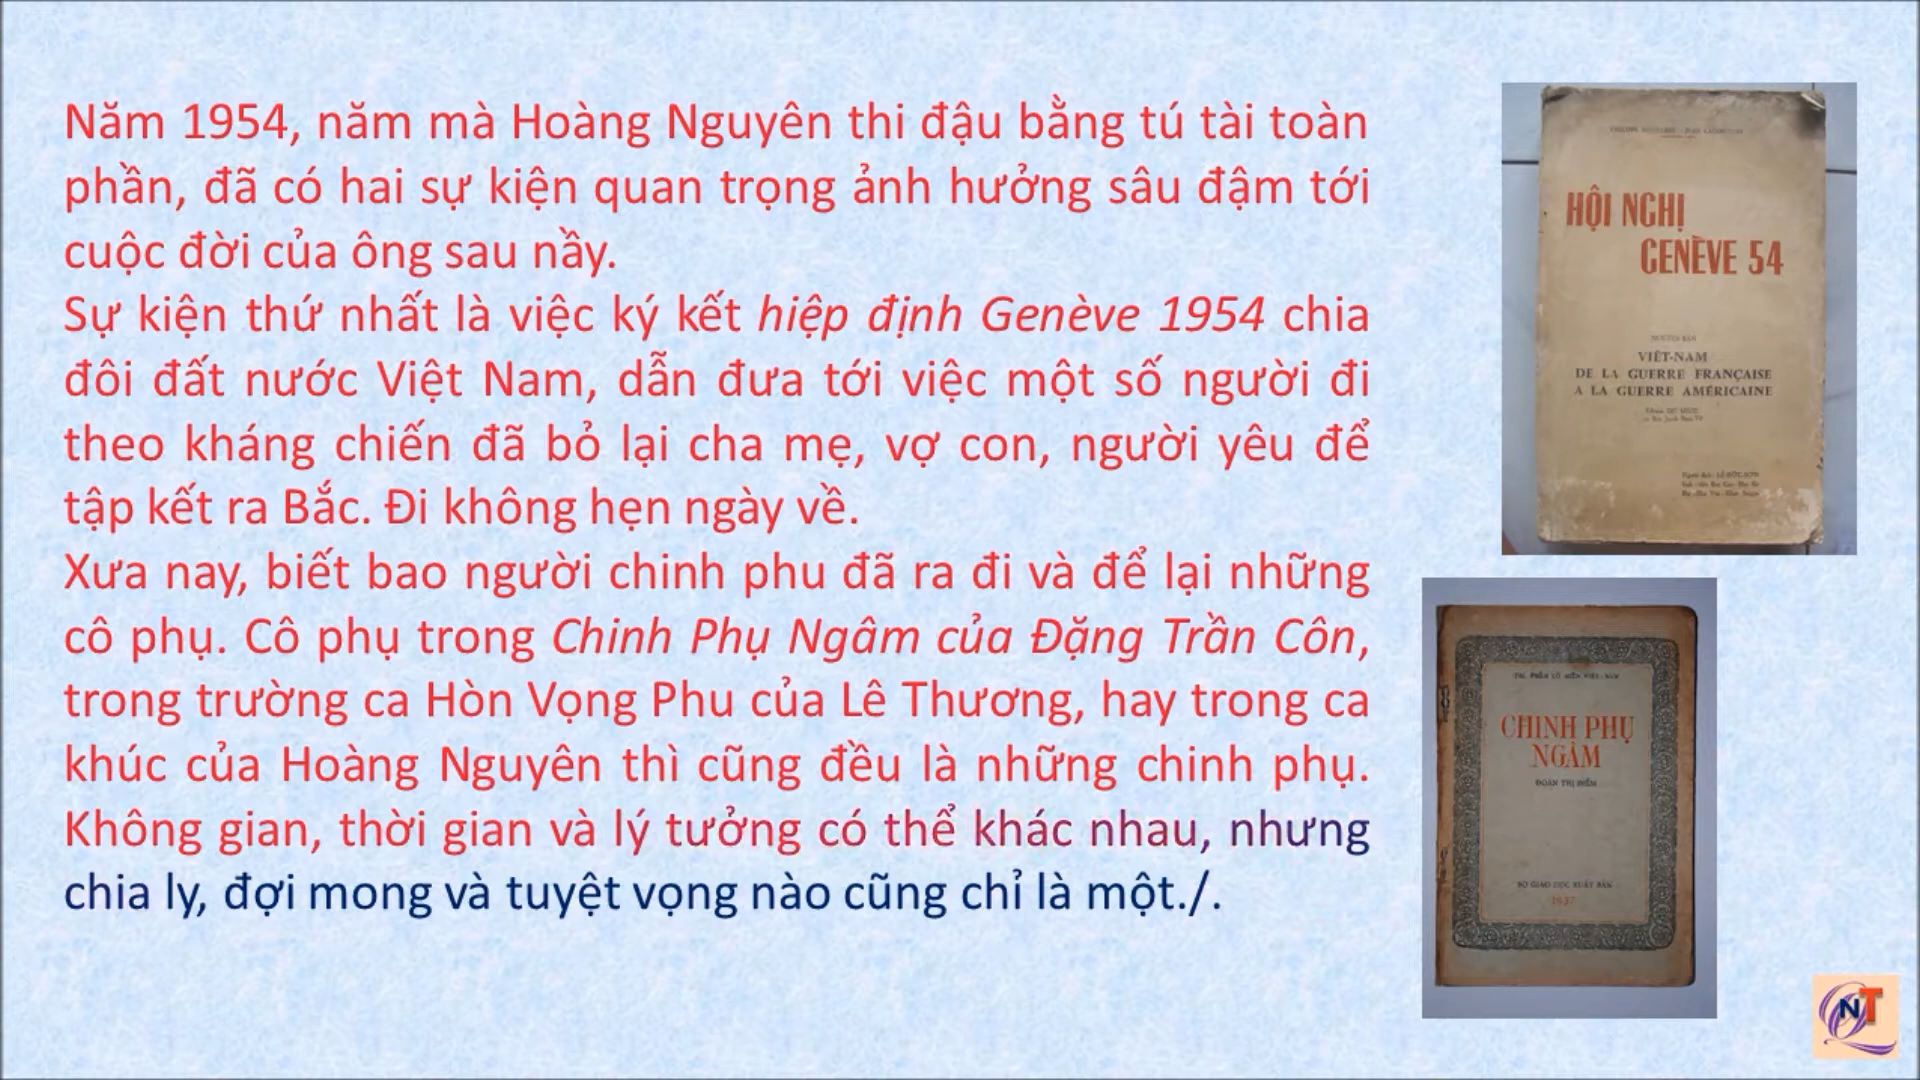 Năm 1954, năm mà Hoàng Nguyên thi đậu bằng tú tài toàn
phần, đã có hai sự kiện quan trọng ảnh hưởng sâu đậm tới
cuộc đời của ông sau nầy.
Sự kiện thứ nhất là việc ký kết hiệp định Genève 1954 chia
đôi đất nước Việt Nam, dẫn đưa tới việc một số người đi
theo kháng chiến đã bỏ lại cha mẹ, vợ con, người yêu để
tập kết ra Bắc. Đi không hẹn ngày về.
Xưa nay, biết bao người chinh phu đã ra đi và để lại những
cô phụ. Cô phụ trong Chinh Phụ Ngâm của Đặng Trần Côn,
trong trường ca Hòn Vọng Phu của Lê Thương, hay trong ca
khúc của Hoàng Nguyên thì cũng đều là những chinh phụ.
Không gian, thời gian và lý tưởng có thể khác nhau, nhưng
chia ly, đợi mong và tuyệt vọng nào cũng chỉ là một./.
HỘI NGHỊ
GENÈVE 54
NGUYÊN BẢN
VIÊT-NAM
DE LA GUERRE FRANÇAISE
A LA GUERRE AMÉRICAINE
CHINH PHỤ
NGÂM
ĐOÀN THỊ ĐIỂM
BỘ GIÁO DỤC XUẤT BẢN
1957
NT